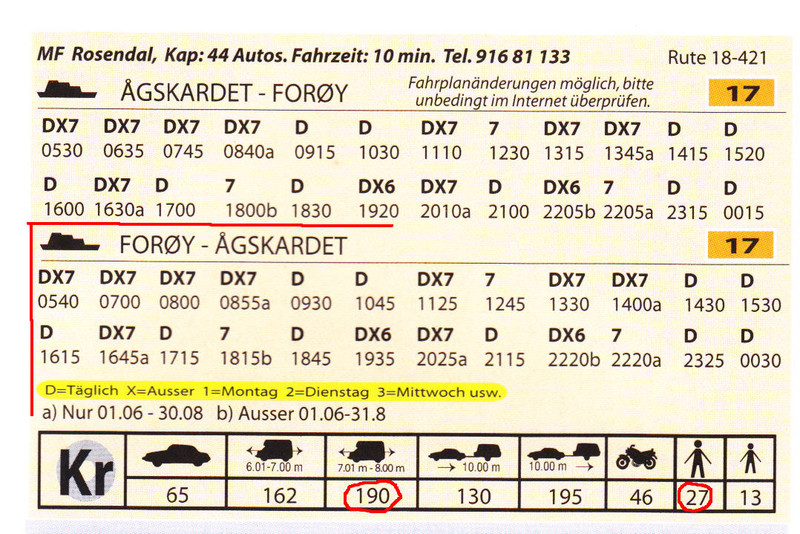 MF Rosendal, Kap: 44 Autos. Fahrzeit: 10 min. Tel. 916 81 133 Rute 18-421
ÅGSKARDET - FORØY Fahrplanänderungen möglich, bitte unbedingt im Internet überprüfen. 17
DX7 DX7 DX7 DX7 D D DX7 7 DX7 DX7 D D
0530 0635 0745 0840a 0915 1030 1110 1230 1315 1345a 1415 1520
D DX7 D 7 D DX6 DX7 D DX6 7 D D
1600 1630a 1700 1800b 1830 1920 2010a 2100 2205b 2205a 2315 0015
FORØY - ÅGSKARDET 17
DX7 DX7 DX7 DX7 D D DX7 7 DX7 DX7 D D
0540 0700 0800 0855a 0930 1045 1125 1245 1330 1400a 1430 1530
D DX7 D 7 D DX6 DX7 D DX6 7 D D
1615 1645a 1715 1815b 1845 1935 2025a 2115 2220b 2220a 2325 0030
D=Täglich X=Ausser 1=Montag 2=Dienstag 3=Mittwoch usw.
a) Nur 01.06 - 30.08 b) Ausser 01.06-31.8
Kr 6.01-7.00 m 7.01 m - 8.00 m → 10.00 m 10.00 m →
65 162 190 130 195 46 27 13